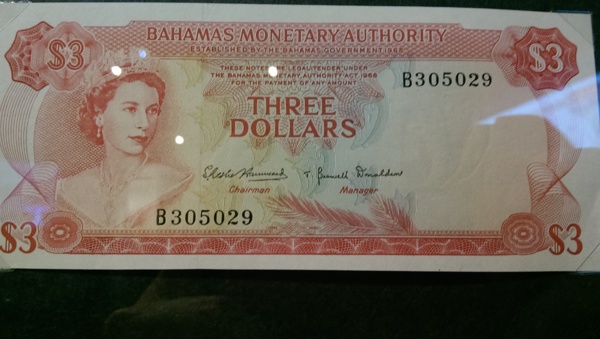 $3 BAHAMAS MONETARY AUTHORITY $3
ESTABLISHED BY THE BAHAMAS GOVERNMENT 1968
THESE NOTES ARE LEGAL TENDER UNDER
THE BAHAMAS MONETARY AUTHORITY ACT 1968
FOR THE PAYMENT OF ANY AMOUNT
B305029
THREE
DOLLARS
Chairman Manager
B305029
$3 $3